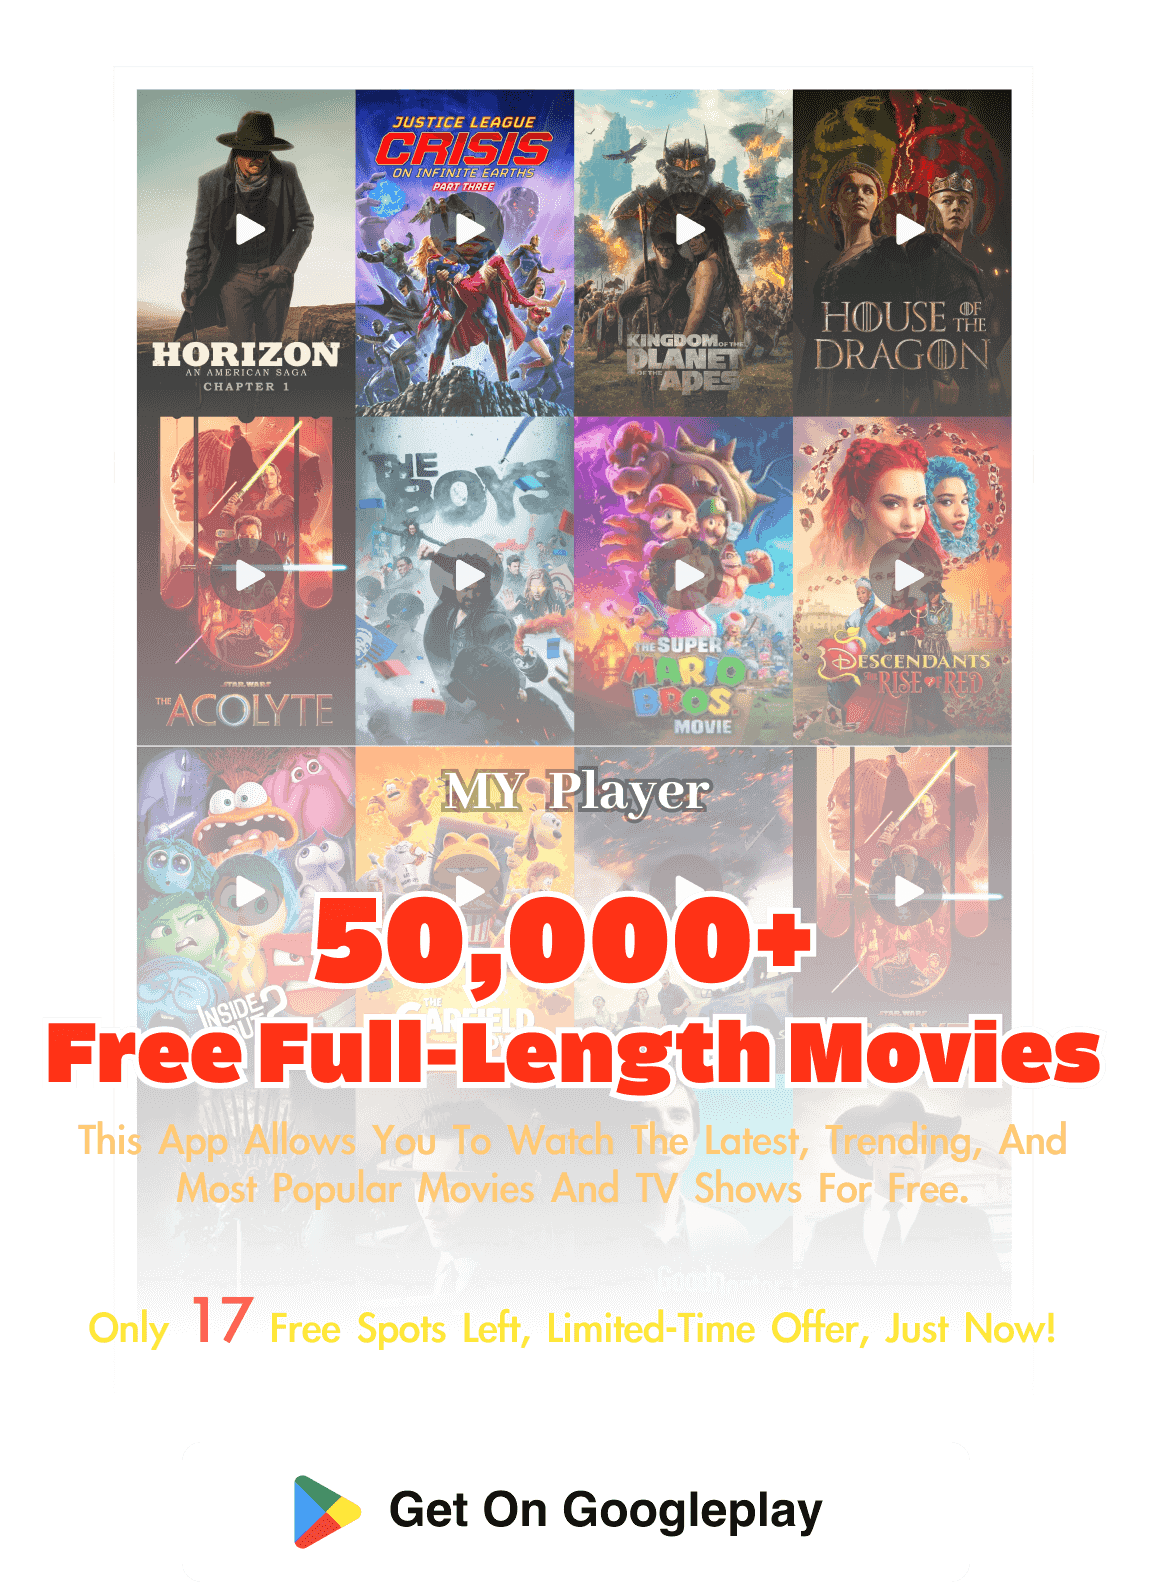 HORIZON
AN AMERICAN SAGA
CHAPTER 1
JUSTICE LEAGUE
CRISIS
ON INFINITE EARTHS
PART THREE
KINGDOM OF THE
PLANET
OF THE APES
HOUSE OF THE
DRAGON
STAR WARS
THE ACOLYTE
THE
BOYS
THE SUPER
MARIO
BROS.
MOVIE
DESCENDANTS
THE RISE OF RED
MY Player
INSIDE
OUT 2
THE
GARFIELD
50,000+
Free Full-Length Movies
This App Allows You To Watch The Latest, Trending, And
Most Popular Movies And TV Shows For Free.
Only 17 Free Spots Left, Limited-Time Offer, Just Now!
Get On Googleplay